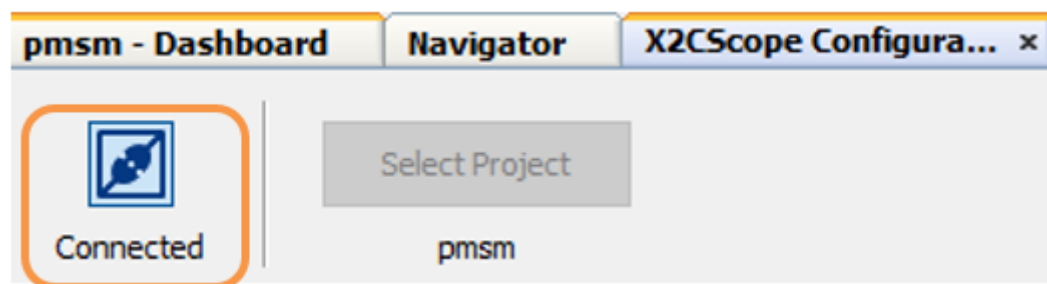 pmsm - Dashboard Navigator X2CScope Configura... ×
Select Project
Connected pmsm